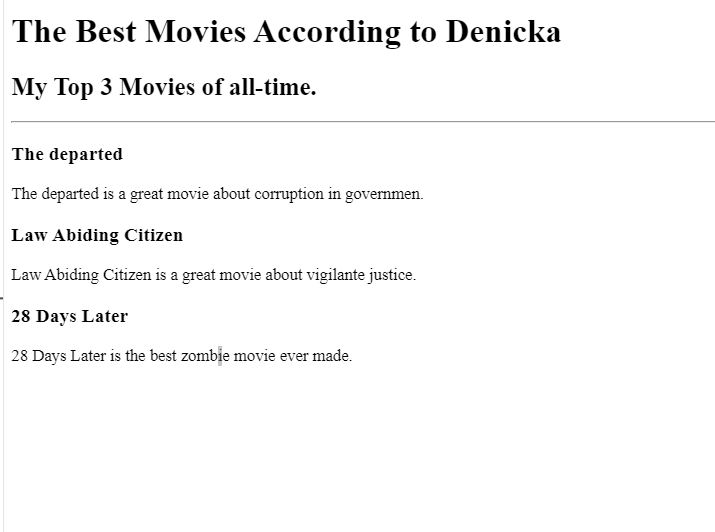 The Best Movies According to Denicka
My Top 3 Movies of all-time.
The departed
The departed is a great movie about corruption in governmen.
Law Abiding Citizen
Law Abiding Citizen is a great movie about vigilante justice.
28 Days Later
28 Days Later is the best zombie movie ever made.